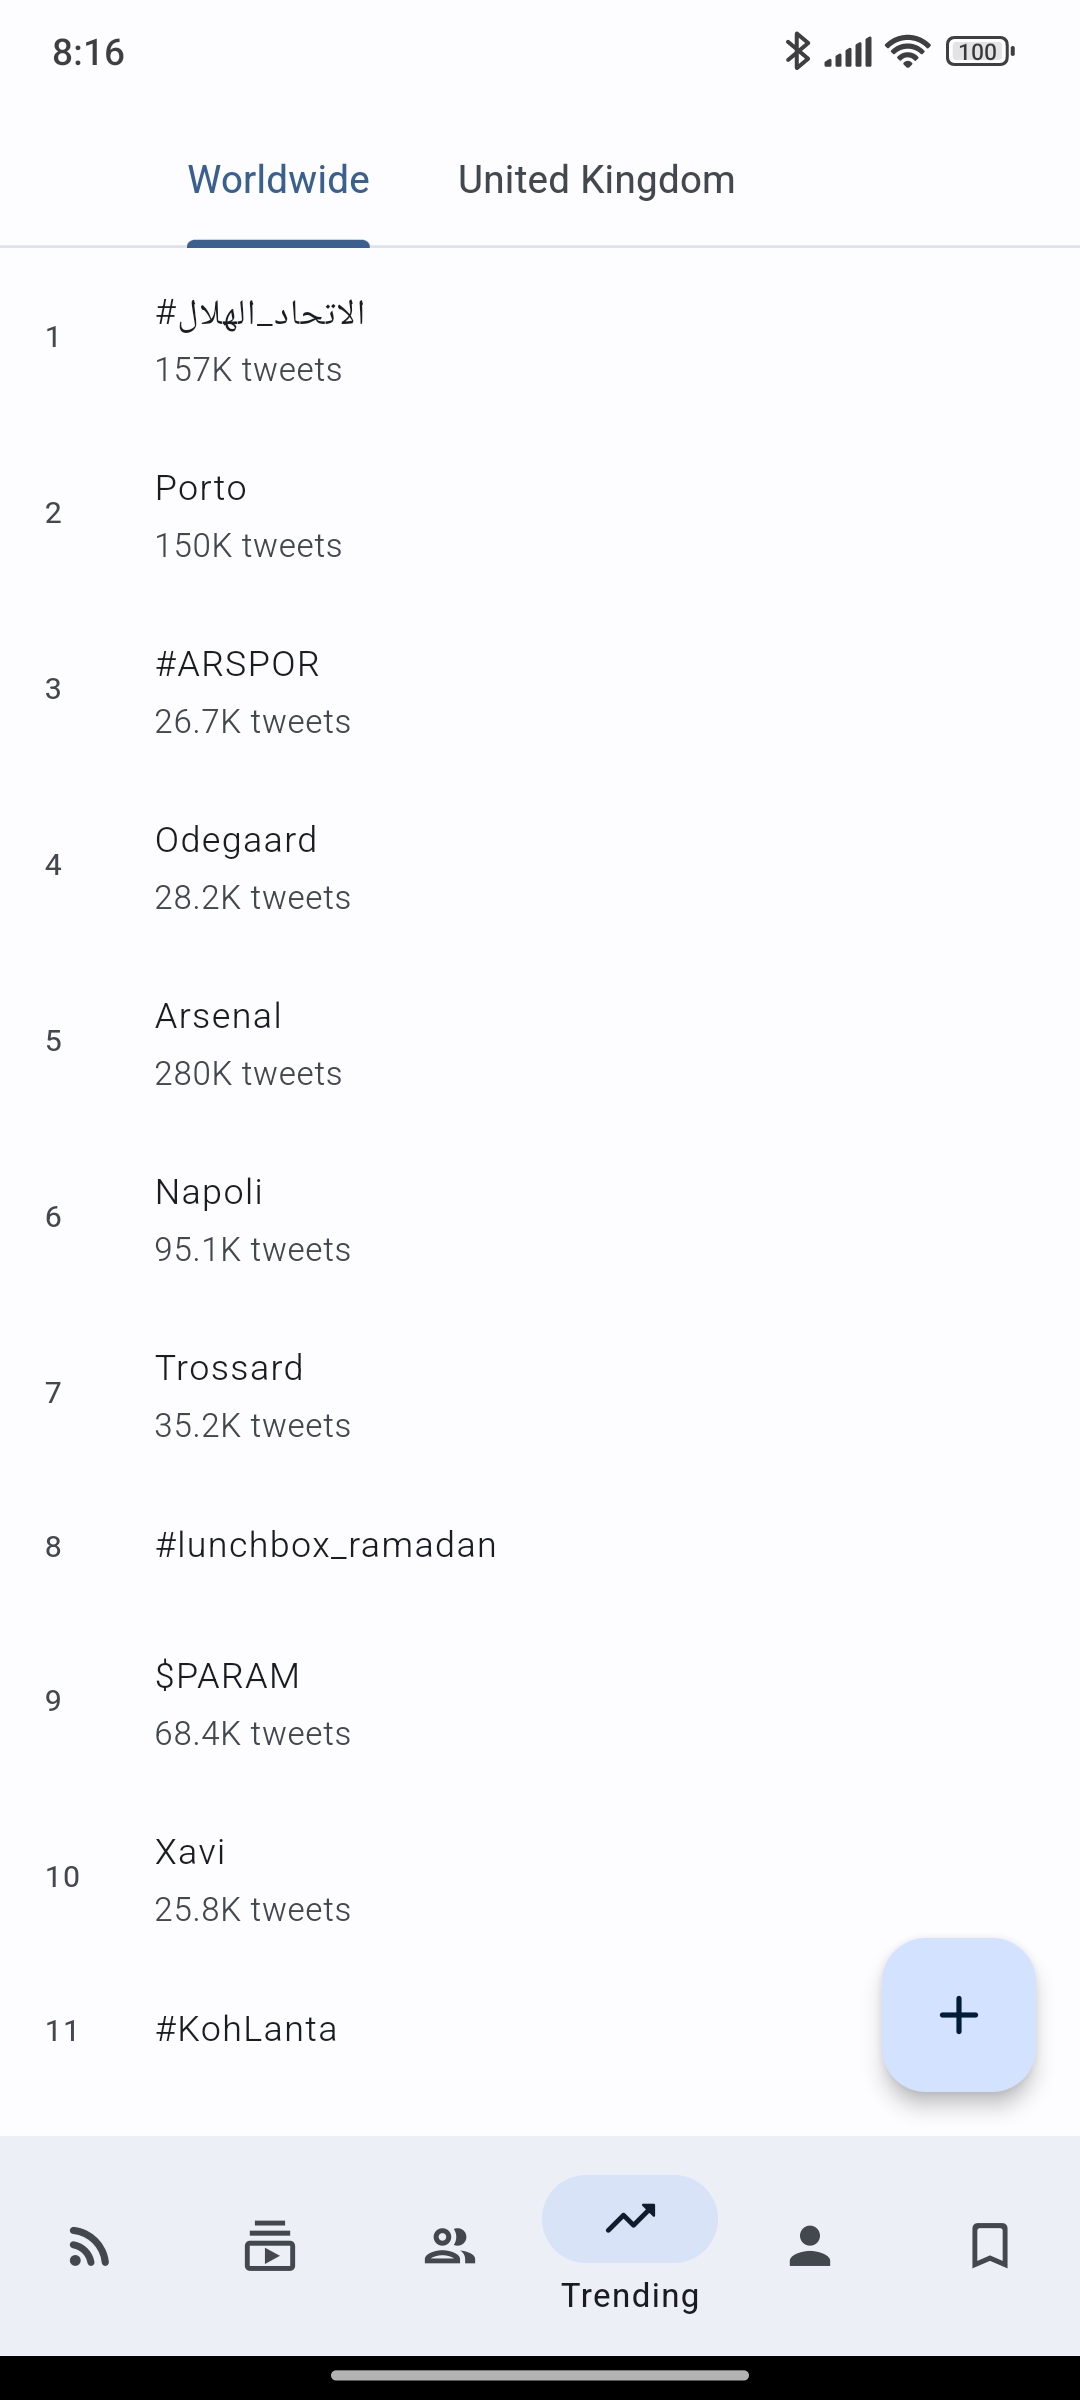 8:16
100
Worldwide
United Kingdom
1
#الاتحاد_الهلال
157K tweets
2
Porto
150K tweets
3
#ARSPOR
26.7K tweets
4
Odegaard
28.2K tweets
5
Arsenal
280K tweets
6
Napoli
95.1K tweets
7
Trossard
35.2K tweets
8
#lunchbox_ramadan
9
$PARAM
68.4K tweets
10
Xavi
25.8K tweets
11
#KohLanta
Trending